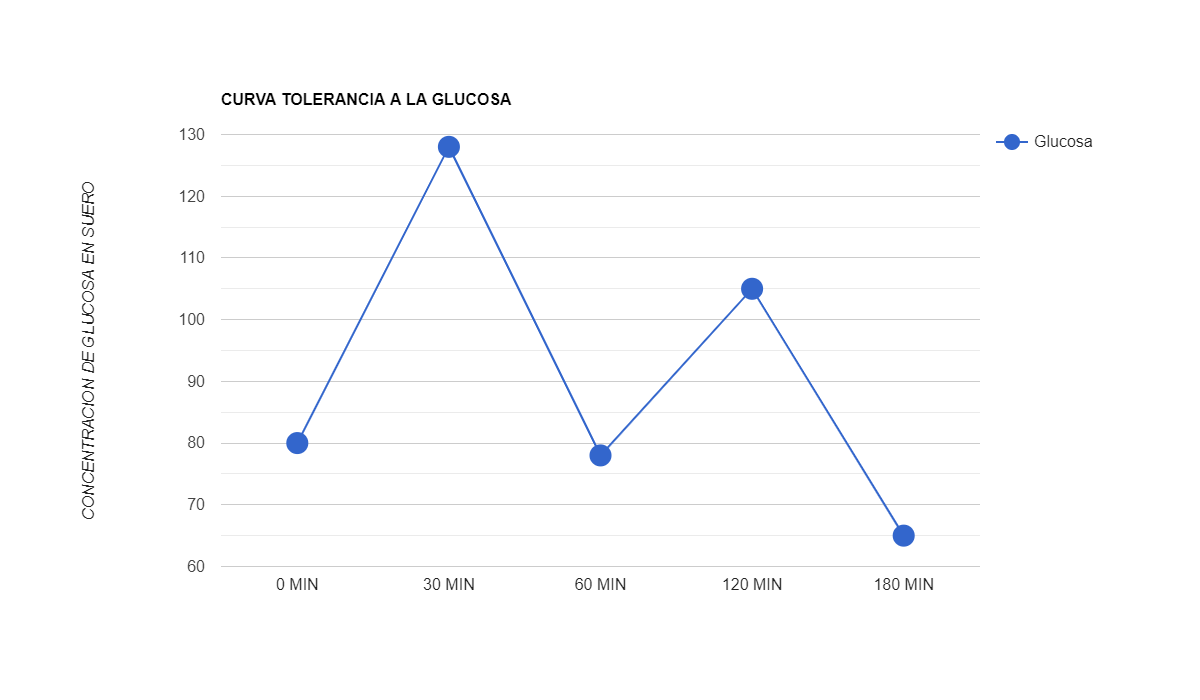 CURVA TOLERANCIA A LA GLUCOSA
Glucosa
CONCENTRACION DE GLUCOSA EN SUERO
130
120
110
100
90
80
70
60
0 MIN
30 MIN
60 MIN
120 MIN
180 MIN